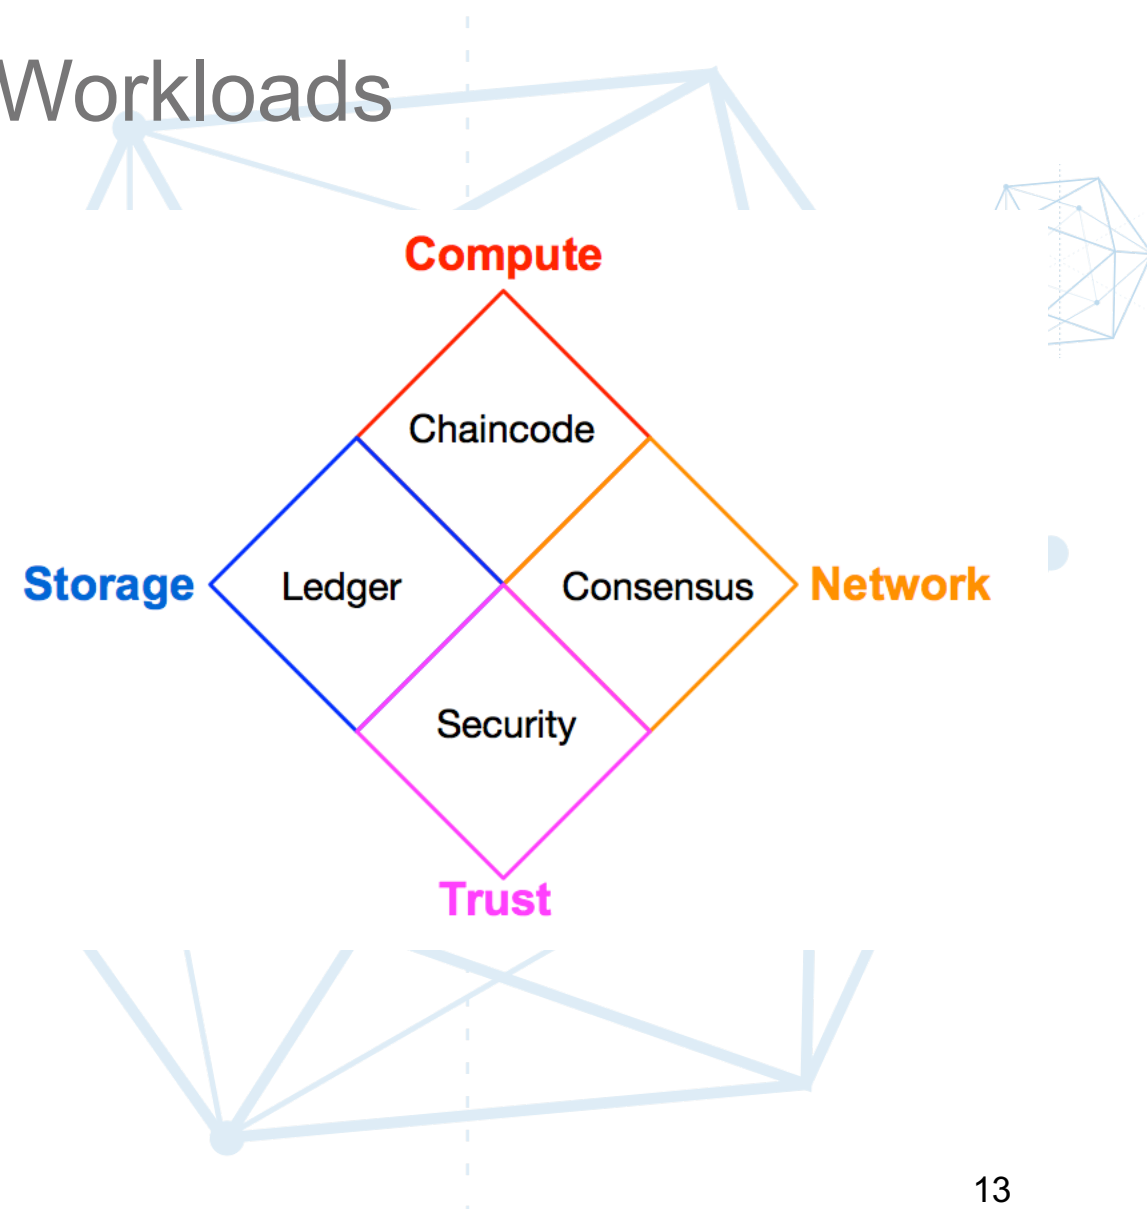 Workloads
Compute
Chaincode
Storage Ledger Consensus Network
Security
Trust
13